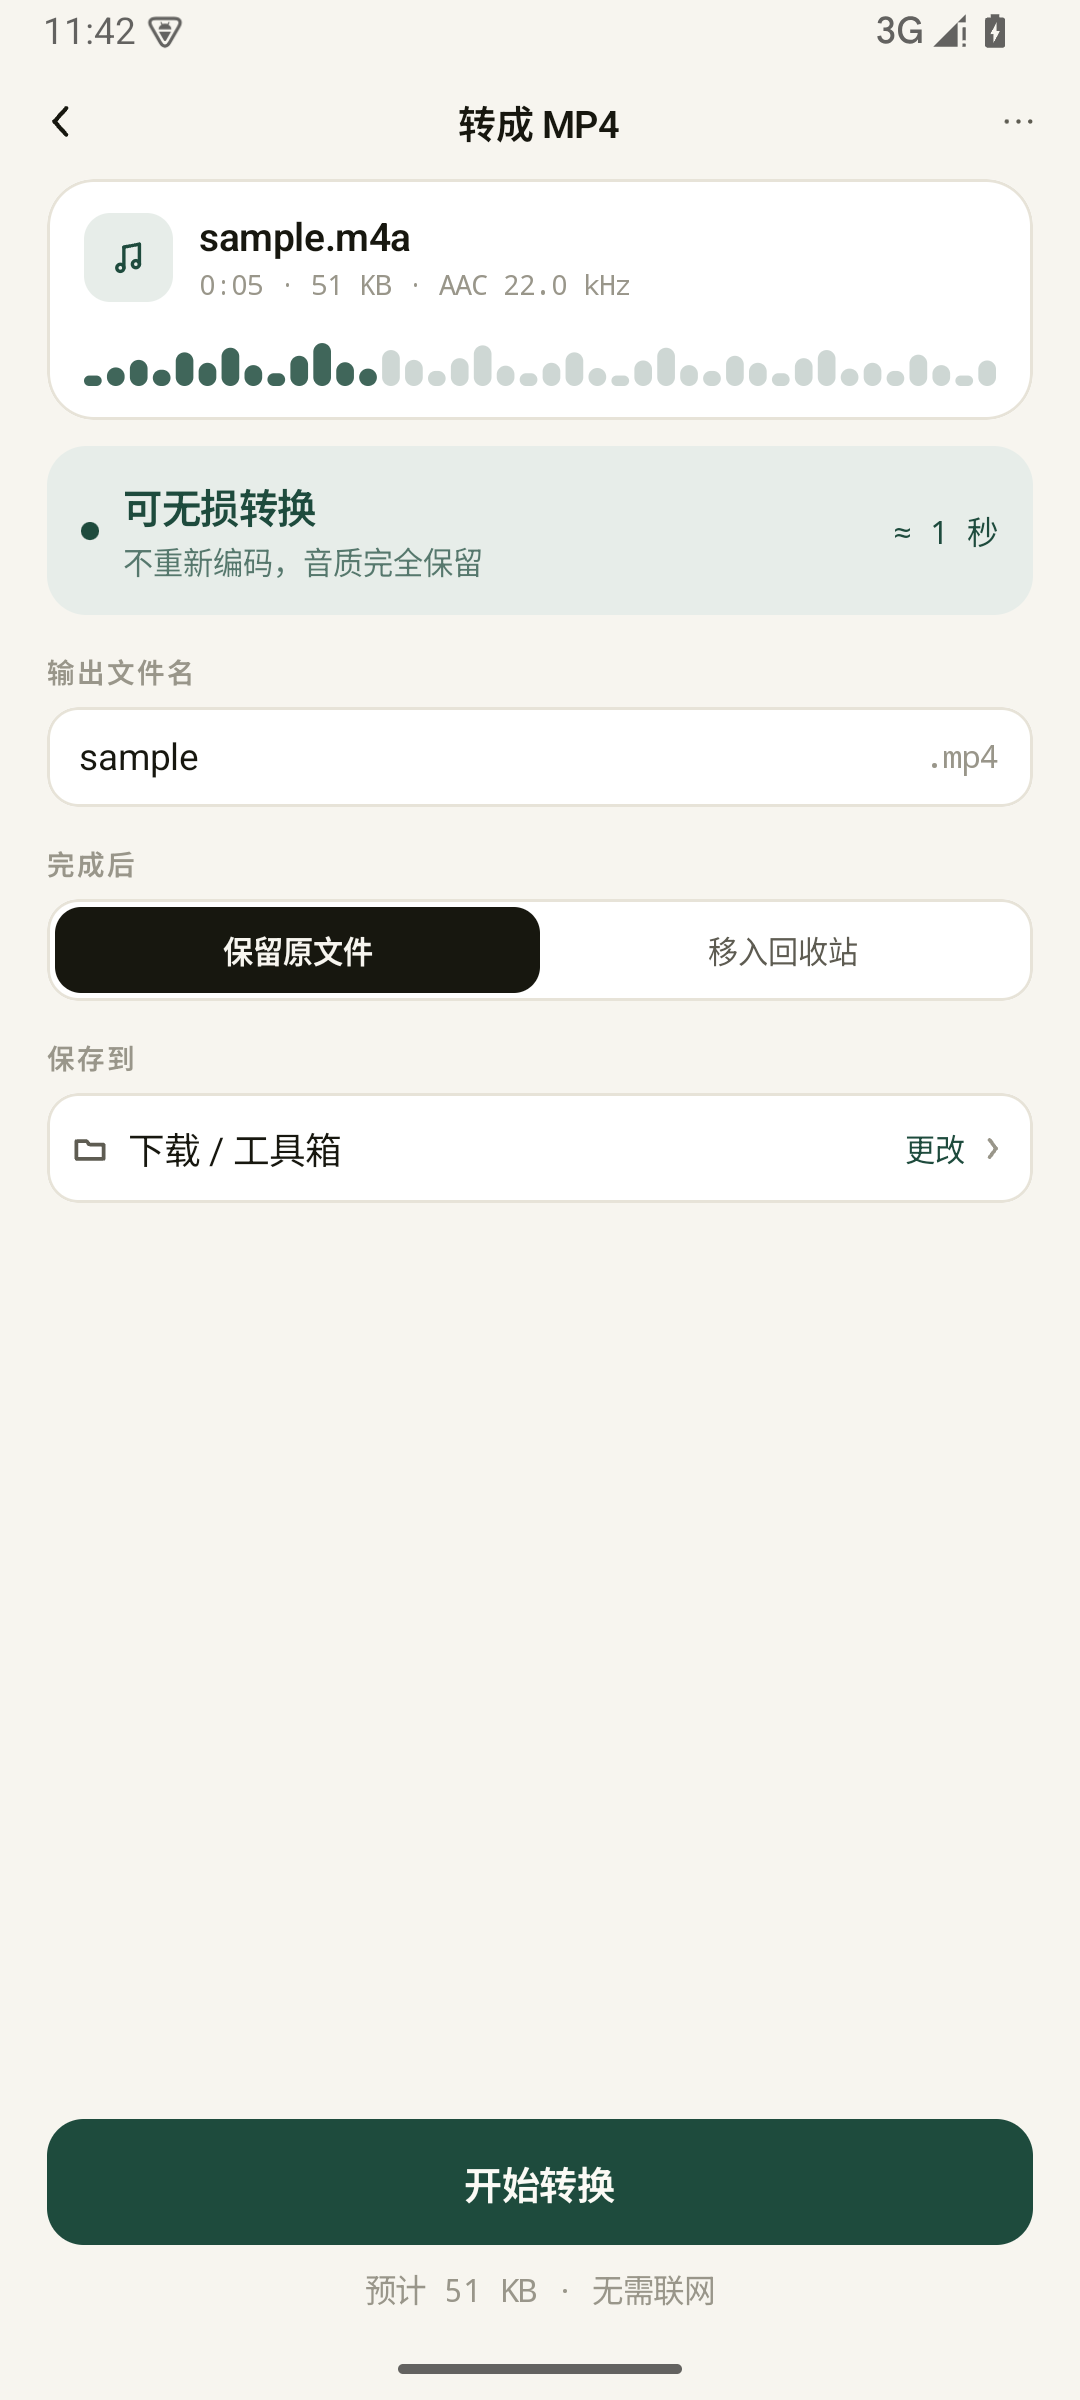 11:42
3G
转成 MP4
sample.m4a
0:05 · 51 KB · AAC 22.0 kHz
可无损转换
不重新编码，音质完全保留
≈ 1 秒
输出文件名
sample
.mp4
完成后
保留原文件
移入回收站
保存到
下载 / 工具箱
更改
开始转换
预计 51 KB · 无需联网